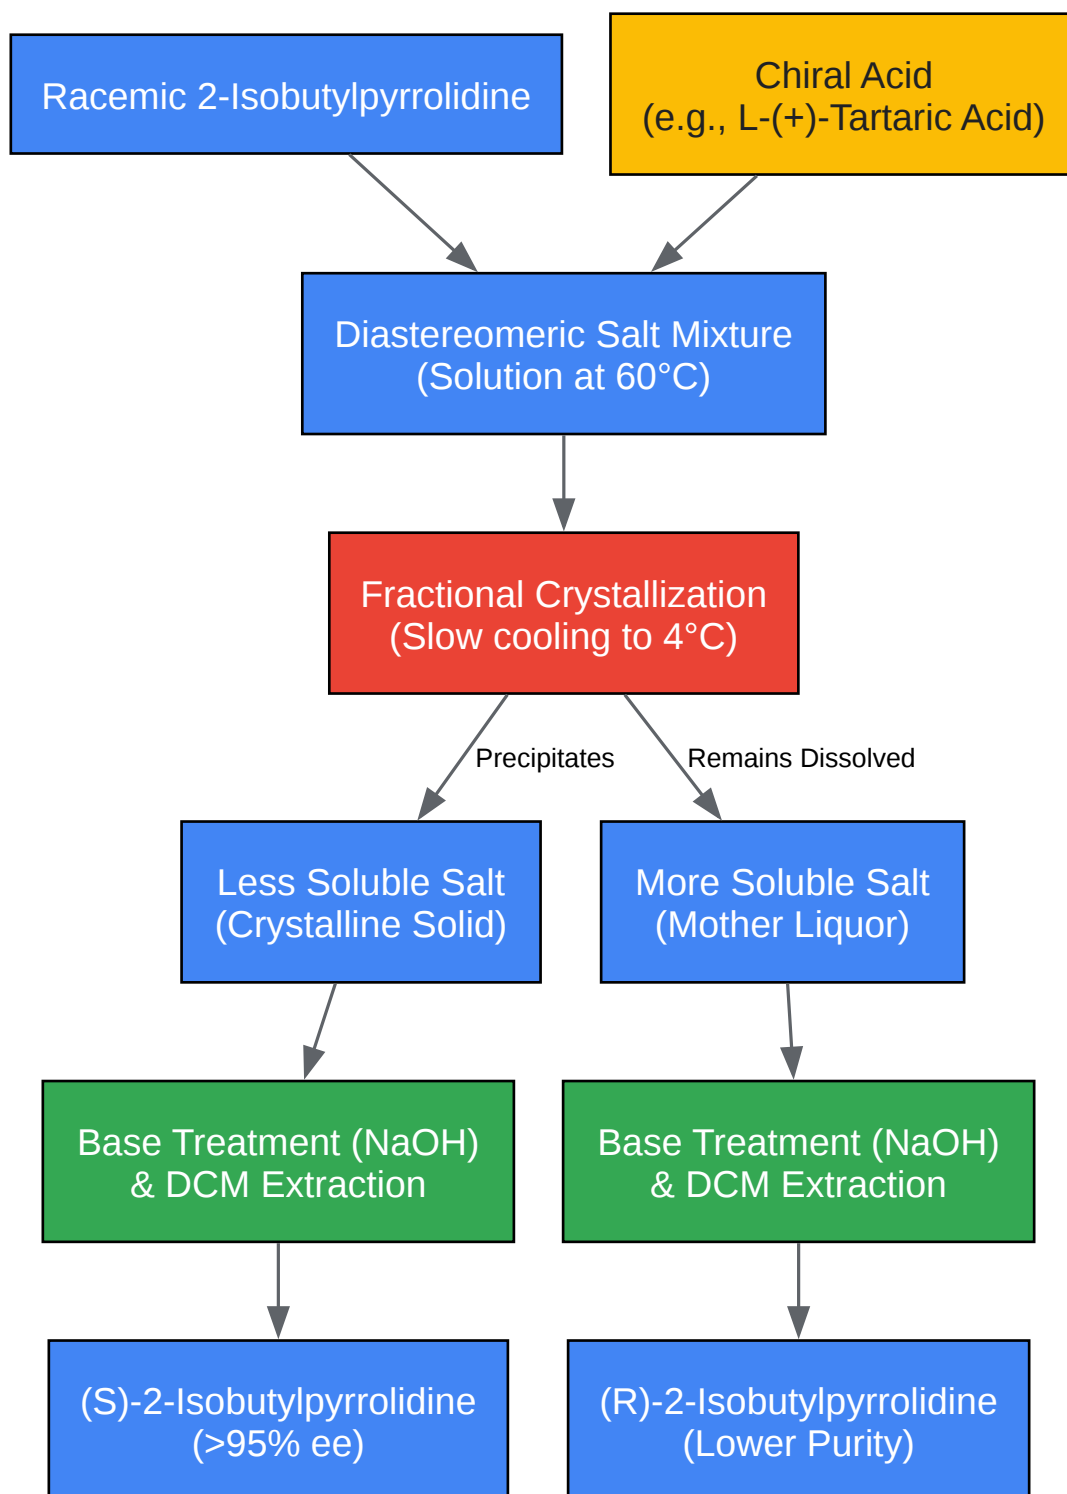 Racemic 2-Isobutylpyrrolidine
Chiral Acid
(e.g., L-(+)-Tartaric Acid)
Diastereomeric Salt Mixture
(Solution at 60°C)
Fractional Crystallization
(Slow cooling to 4°C)
Precipitates
Remains Dissolved
Less Soluble Salt
(Crystalline Solid)
More Soluble Salt
(Mother Liquor)
Base Treatment (NaOH)
& DCM Extraction
Base Treatment (NaOH)
& DCM Extraction
(S)-2-Isobutylpyrrolidine
(>95% ee)
(R)-2-Isobutylpyrrolidine
(Lower Purity)